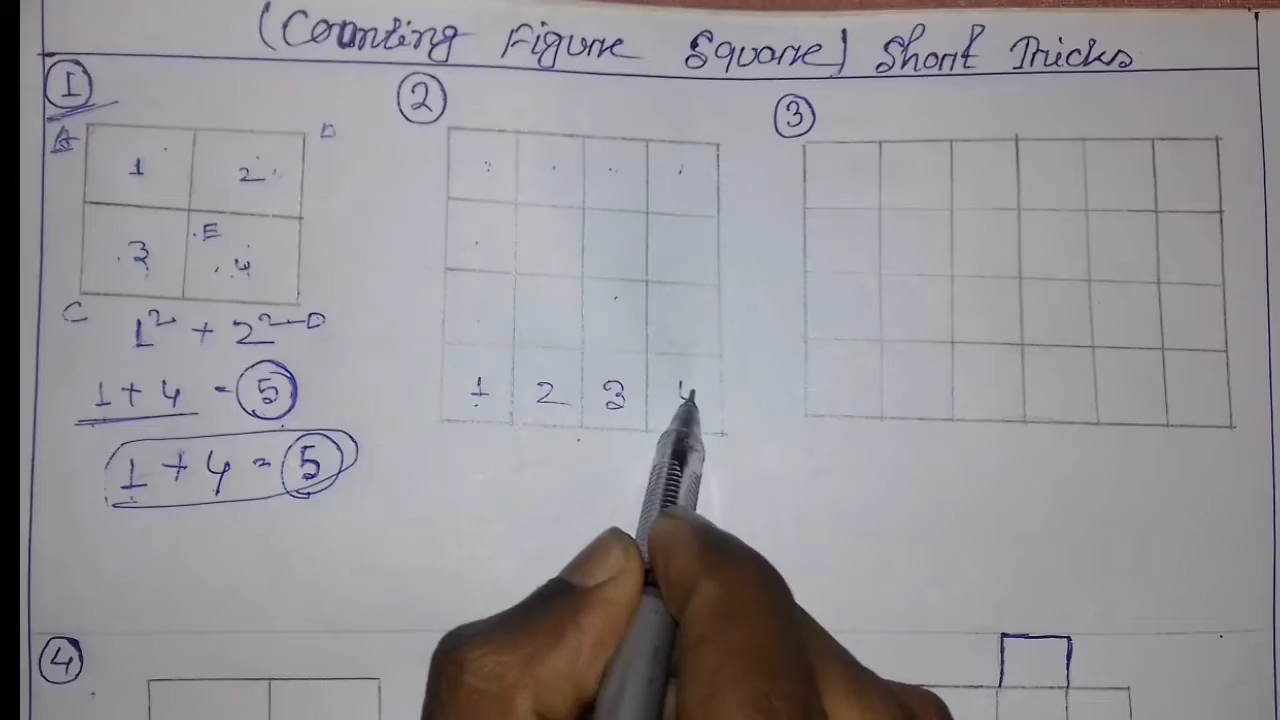 (Counting Figure Square) Short Tricks
1
A
1 2
E
3 4
C
1² + 2² D
1 + 4 = 5
1 + 4 = 5
2
1 2 3 4
3
4